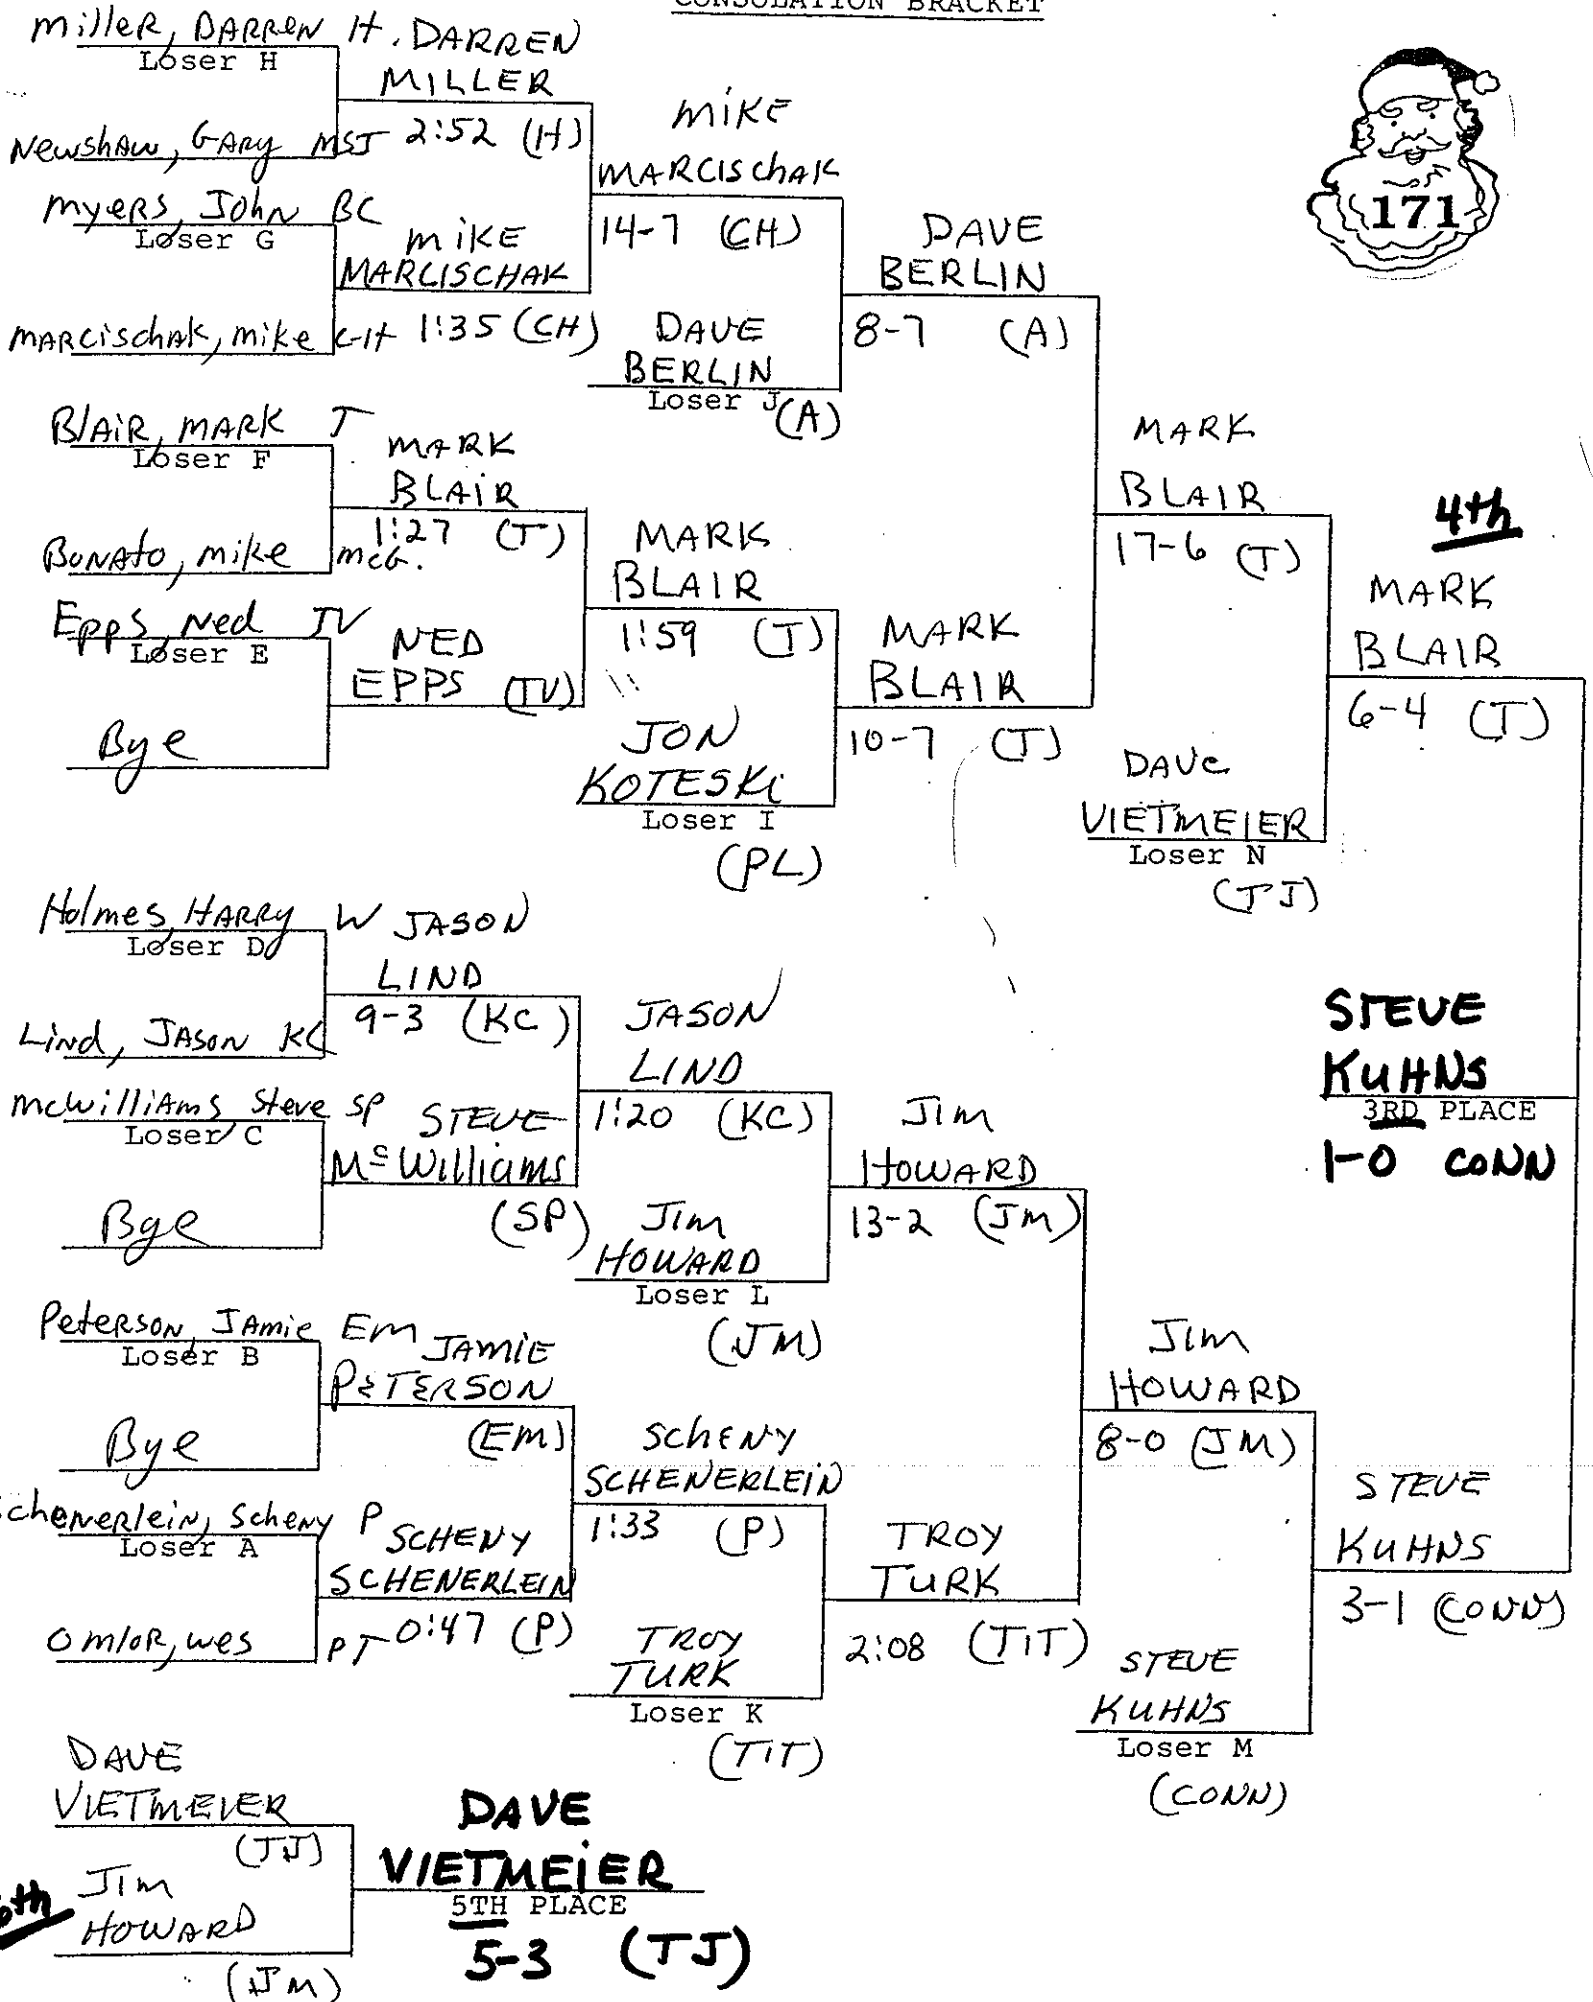 CONSOLATION BRACKET
171
Miller, DARREN H.
Loser H
Newshaw, GARY MSJ
DARREN
MILLER
2:52 (H)
Myers, John BC
Loser G
MARCischak, mike C-H
MIKE
MARCISCHAK
1:35 (CH)
MIKE
MARCISchAK
14-7 (CH)
DAVE
BERLIN
Loser J
(A)
DAVE
BERLIN
8-7 (A)
BlAiR, MARK T
Loser F
BONAto, mike McG.
MARK
BLAIR
1:27 (T)
Epps, Ned TV
Loser E
Bye
NED
EPPS (TV)
MARK
BLAIR
1:59 (T)
JON
KOTESKi
Loser I
(PL)
MARK
BLAIR
10-7 (T)
MARK
BLAIR
17-6 (T)
DAVE
VIETMEIER
Loser N
(TJ)
4th
MARK
BLAIR
6-4 (T)
Holmes, HARRY W
Loser D
Lind, JASON KC
JASON
LIND
9-3 (KC)
McWilliAms Steve SP
Loser C
Bye
STEVE
McWilliams
(SP)
JASON
LIND
1:20 (KC)
Jim
HOWARD
Loser L
(JM)
Jim
HOWARD
13-2 (JM)
PeteRSON, JAmie EM
Loser B
Bye
JAMIE
PETERSON
(EM)
Schenerlein, Scheny P
Loser A
OmloR, wes PT
SCHENY
SCHENERLEIN
0:47 (P)
SchENY
SCHENERLEIN
1:33 (P)
TROY
TURK
Loser K
(TIT)
TROY
TURK
2:08 (TIT)
Jim
HOWARD
8-0 (JM)
STEVE
KUHNS
Loser M
(CONN)
STEVE
KUHNS
3-1 (CONN)
STEVE
KUHNS
3RD PLACE
1-0 CONN
DAVE
VIETMEIER
(TJ)
6th
Jim
HOWARD
(JM)
DAVE
VIETMEiER
5TH PLACE
5-3 (TJ)